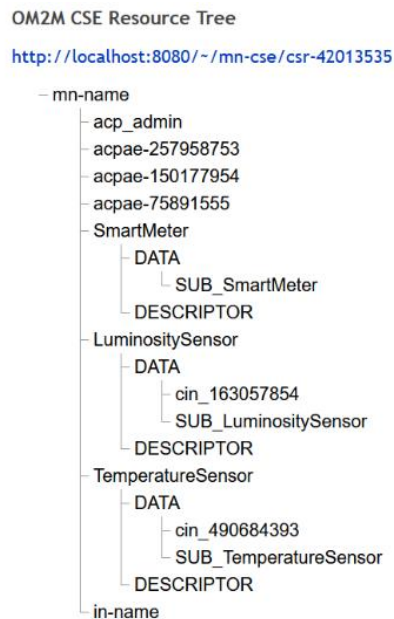 OM2M CSE Resource Tree
http://localhost:8080/~/mn-cse/csr-42013535
mn-name
acp_admin
acpae-257958753
acpae-150177954
acpae-75891555
SmartMeter
DATA
SUB_SmartMeter
DESCRIPTOR
LuminositySensor
DATA
cin_163057854
SUB_LuminositySensor
DESCRIPTOR
TemperatureSensor
DATA
cin_490684393
SUB_TemperatureSensor
DESCRIPTOR
in-name